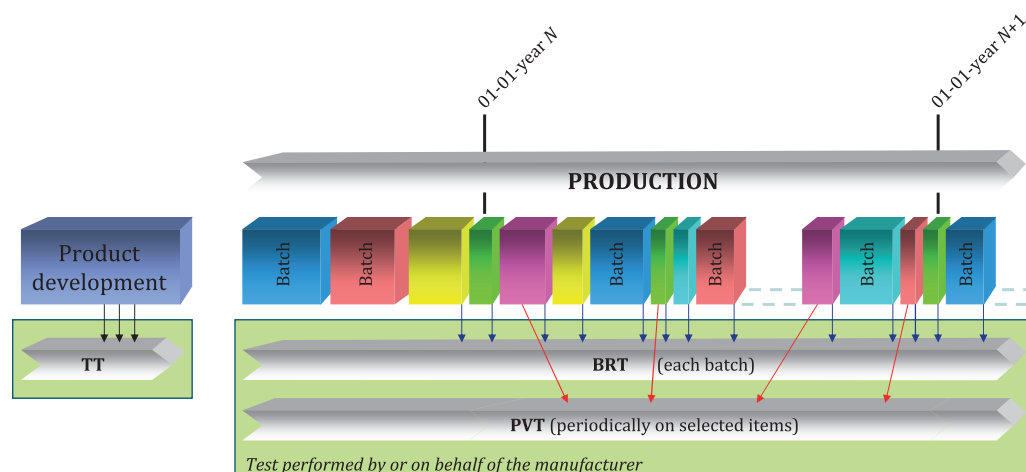 01-01-year N
01-01-year N+1
PRODUCTION
Product
development
Batch
Batch
Batch
Batch
Batch
Batch
Batch
TT
BRT (each batch)
PVT (periodically on selected items)
Test performed by or on behalf of the manufacturer